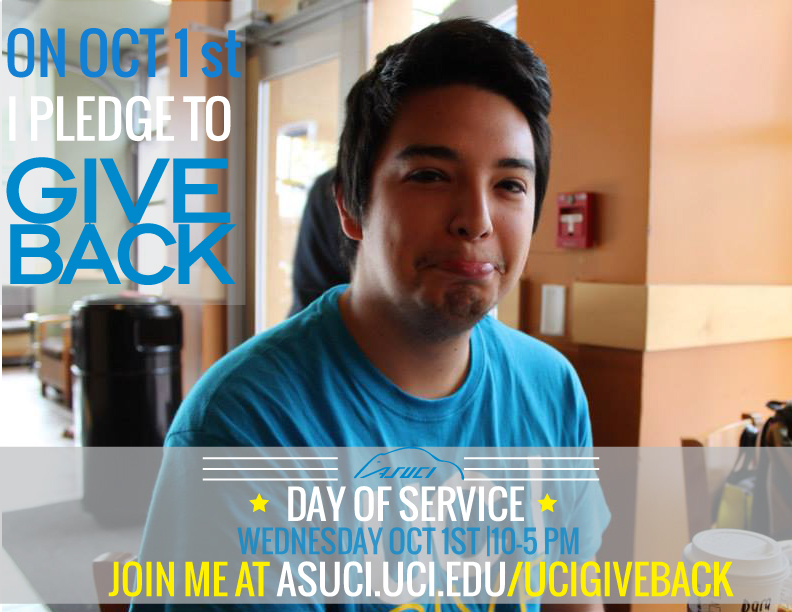 ON OCT 1 st
I PLEDGE TO
GIVE
BACK
ASUCI
DAY OF SERVICE
WEDNESDAY OCT 1ST |10-5 PM
JOIN ME AT ASUCI.UCI.EDU/UCIGIVEBACK